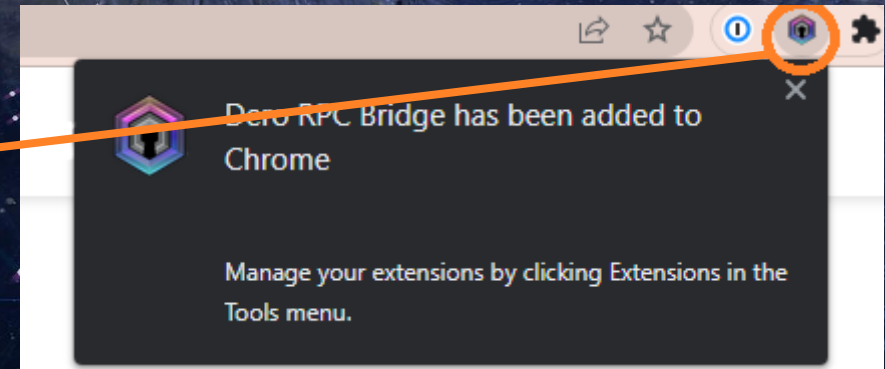 Dero RPC Bridge has been added to
Chrome
Manage your extensions by clicking Extensions in the
Tools menu.